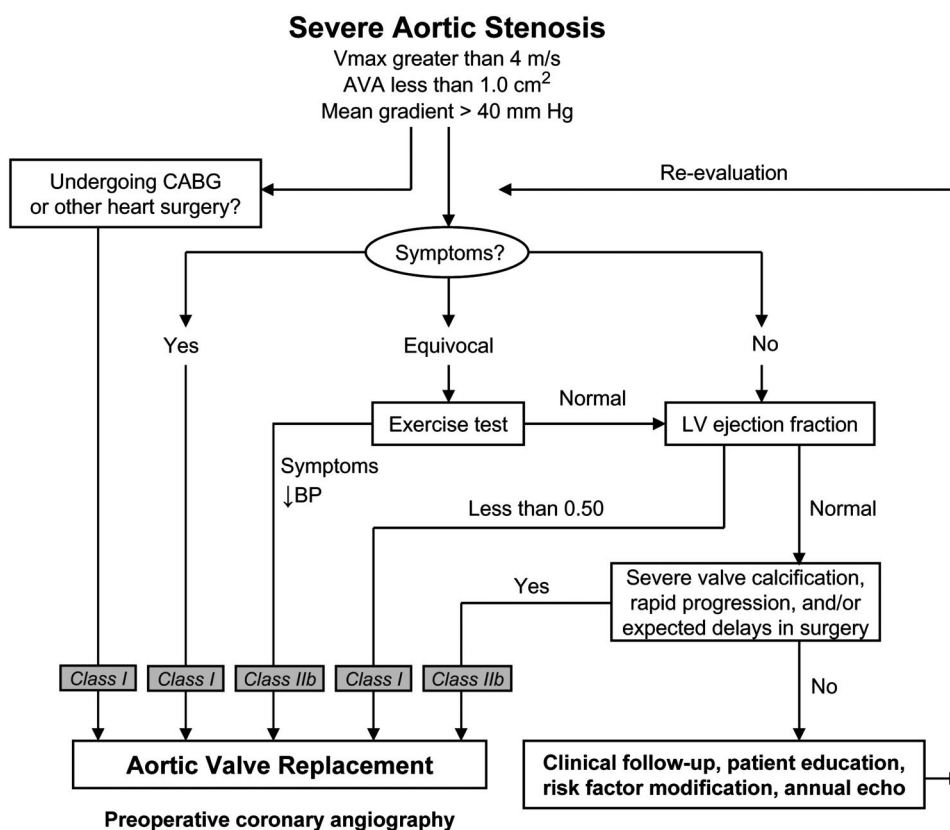 Severe Aortic Stenosis
Vmax greater than 4 m/s
AVA less than 1.0 cm²
Mean gradient > 40 mm Hg
Undergoing CABG
or other heart surgery?
Re-evaluation
Symptoms?
Yes
Equivocal
No
Exercise test
Normal
LV ejection fraction
Symptoms
↓BP
Less than 0.50
Normal
Yes
Severe valve calcification,
rapid progression, and/or
expected delays in surgery
Class I
Class I
Class IIb
Class I
Class IIb
No
Aortic Valve Replacement
Clinical follow-up, patient education,
risk factor modification, annual echo
Preoperative coronary angiography